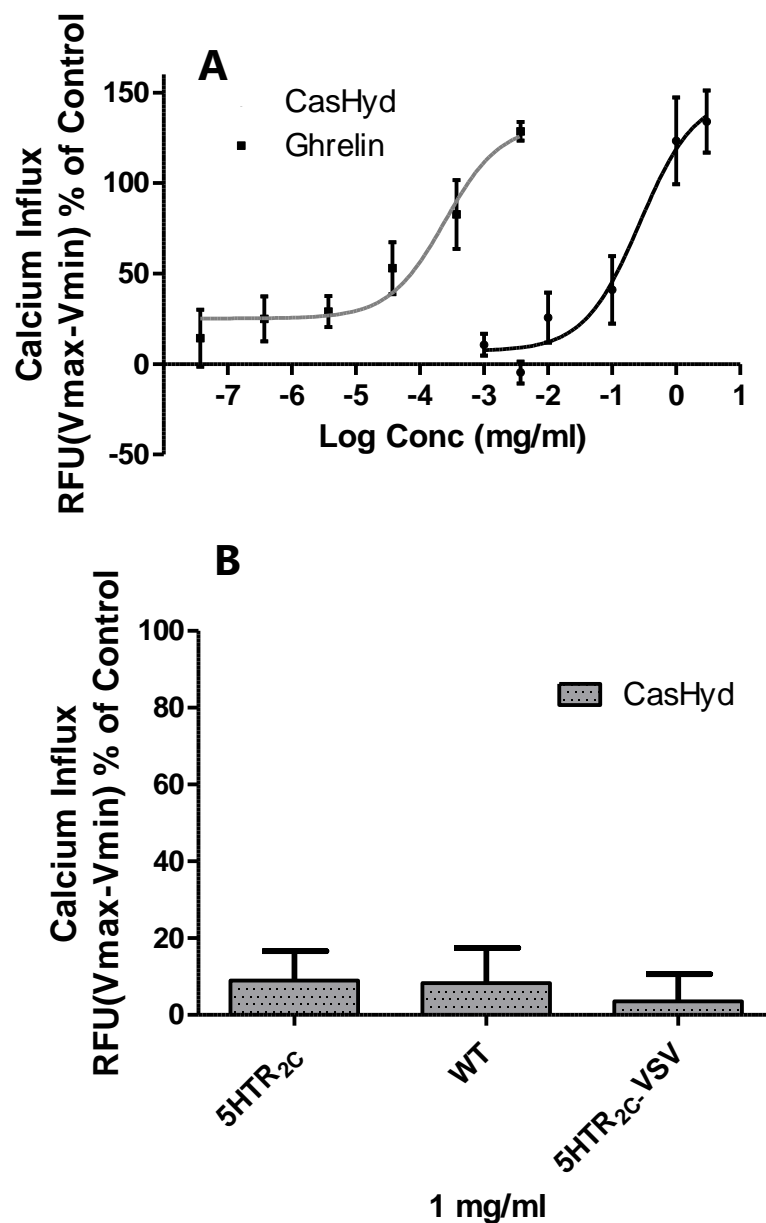 A
CasHyd
Ghrelin
Calcium Influx
RFU(Vmax-Vmin) % of Control
150
100
50
0
-50
-7 -6 -5 -4 -3 -2 -1 0 1
Log Conc (mg/ml)
B
CasHyd
Calcium Influx
RFU(Vmax-Vmin) % of Control
100
80
60
40
20
0
5HTR2C
WT
5HTR2C- VSV
1 mg/ml